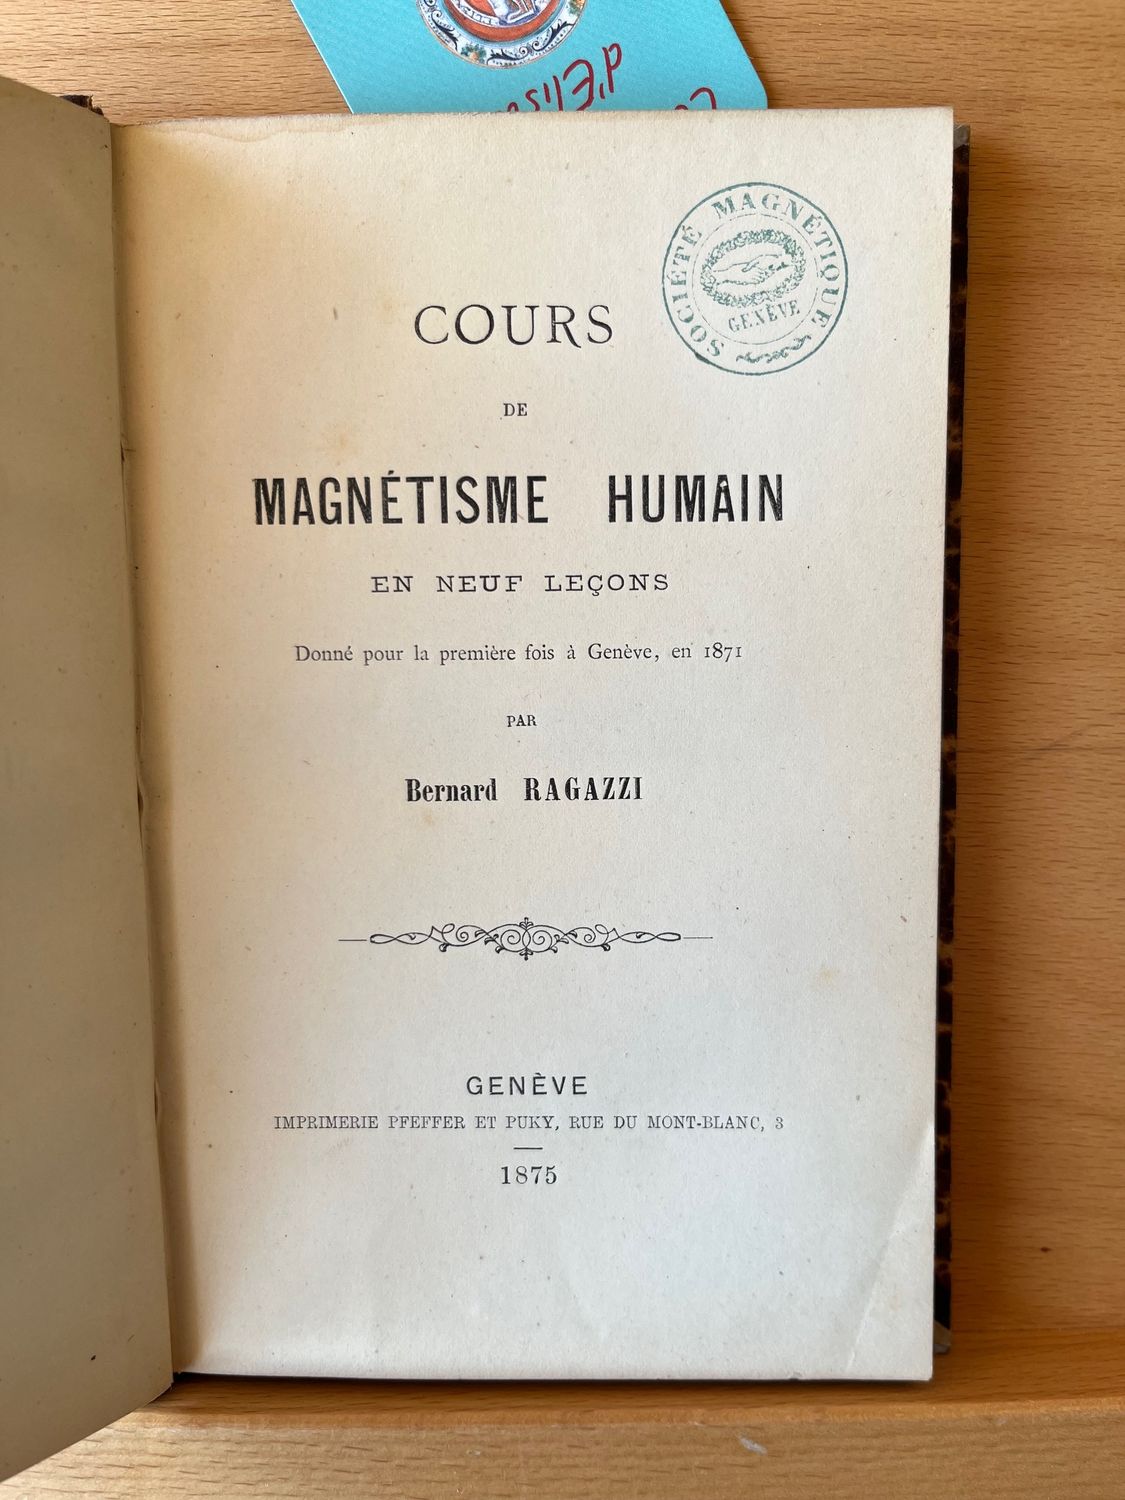 d'Elis
COURS
SOCIÉTÉ MAGNÉTIQUE
GENÈVE
DE
MAGNÉTISME HUMAIN
EN NEUF LEÇONS
Donné pour la première fois à Genève, en 1871
PAR
Bernard RAGAZZI
GENÈVE
IMPRIMERIE PFEFFER ET PUKY, RUE DU MONT-BLANC, 3
1875